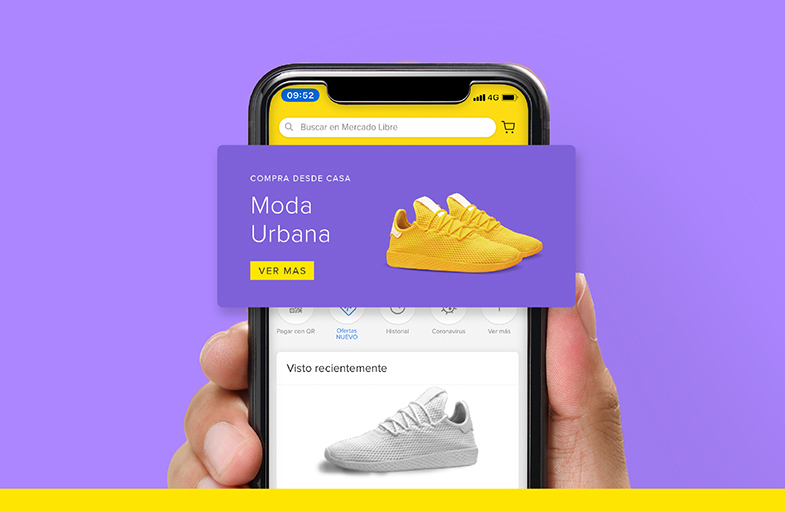 09:52
4G
Buscar en Mercado Libre
COMPRA DESDE CASA
Moda
Urbana
VER MAS
Pagar con QR
Ofertas
NUEVO
Historial
Coronavirus
Ver más
Visto recientemente